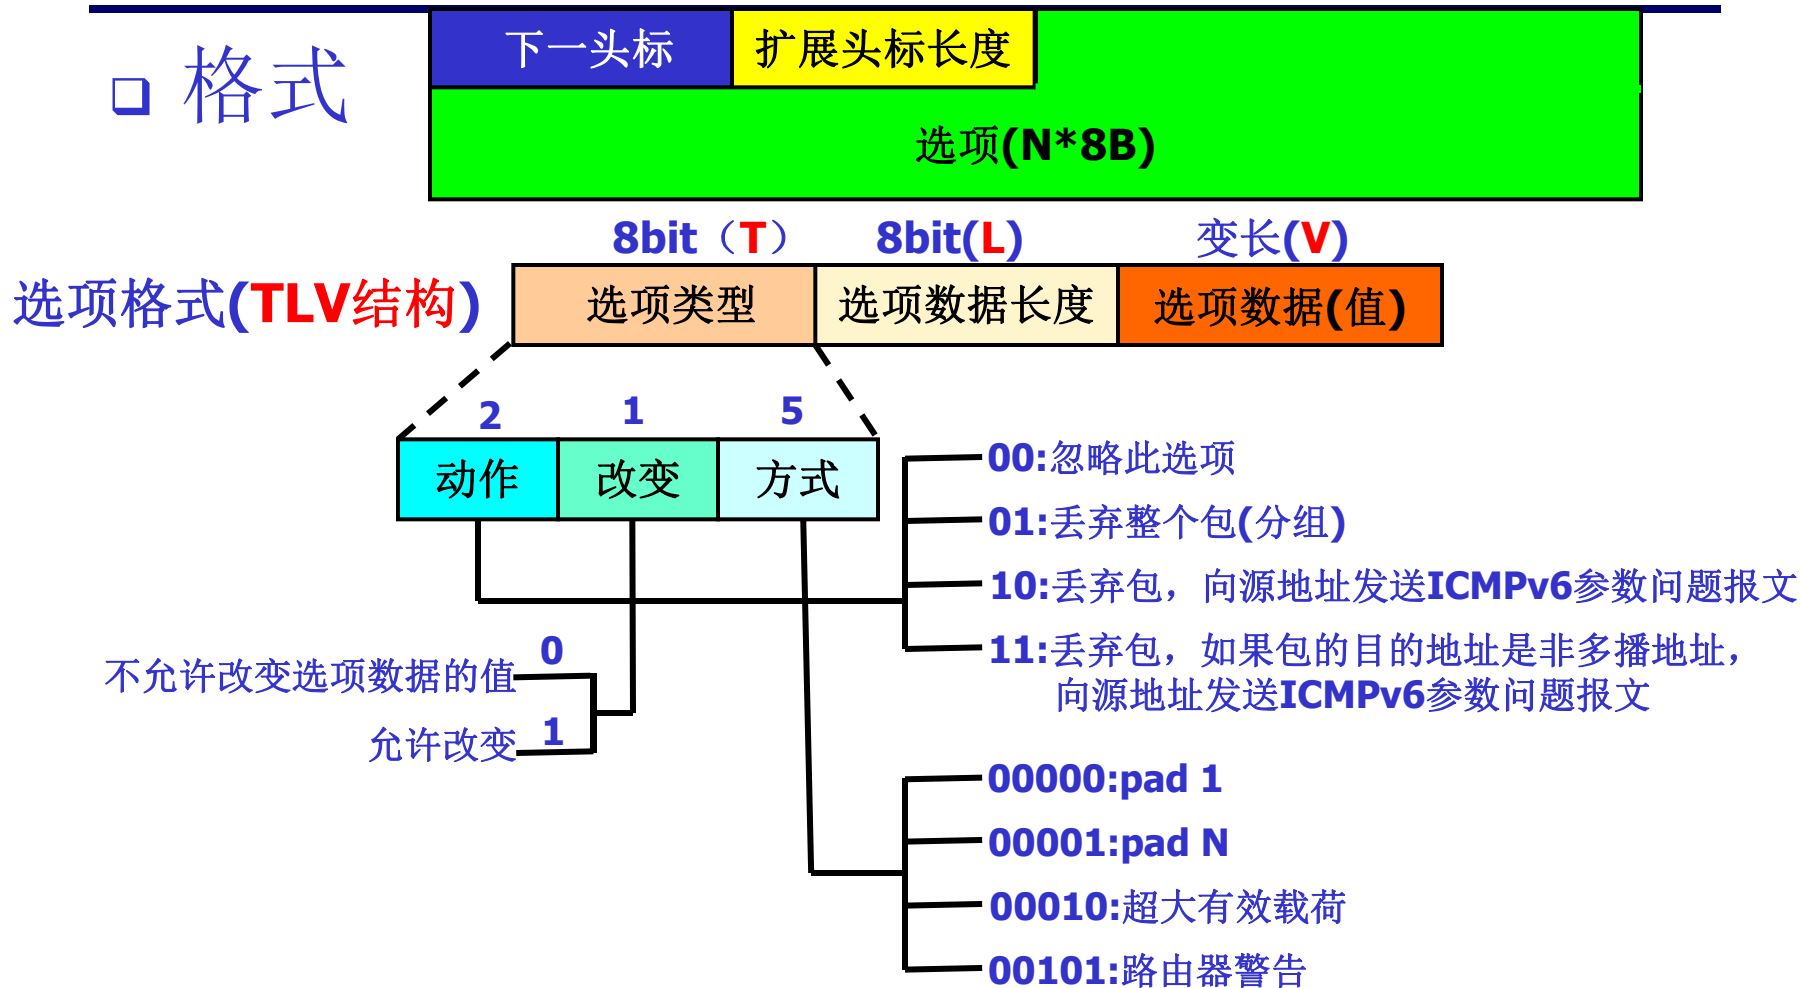 格式
下一头标 扩展头标长度
选项(N*8B)
8bit（T） 8bit(L) 变长(V)
选项格式(TLV结构) 选项类型 选项数据长度 选项数据(值)
2 1 5
动作 改变 方式
00:忽略此选项
01:丢弃整个包(分组)
10:丢弃包，向源地址发送ICMPv6参数问题报文
11:丢弃包，如果包的目的地址是非多播地址，
向源地址发送ICMPv6参数问题报文
不允许改变选项数据的值 0
允许改变 1
00000:pad 1
00001:pad N
00010:超大有效载荷
00101:路由器警告